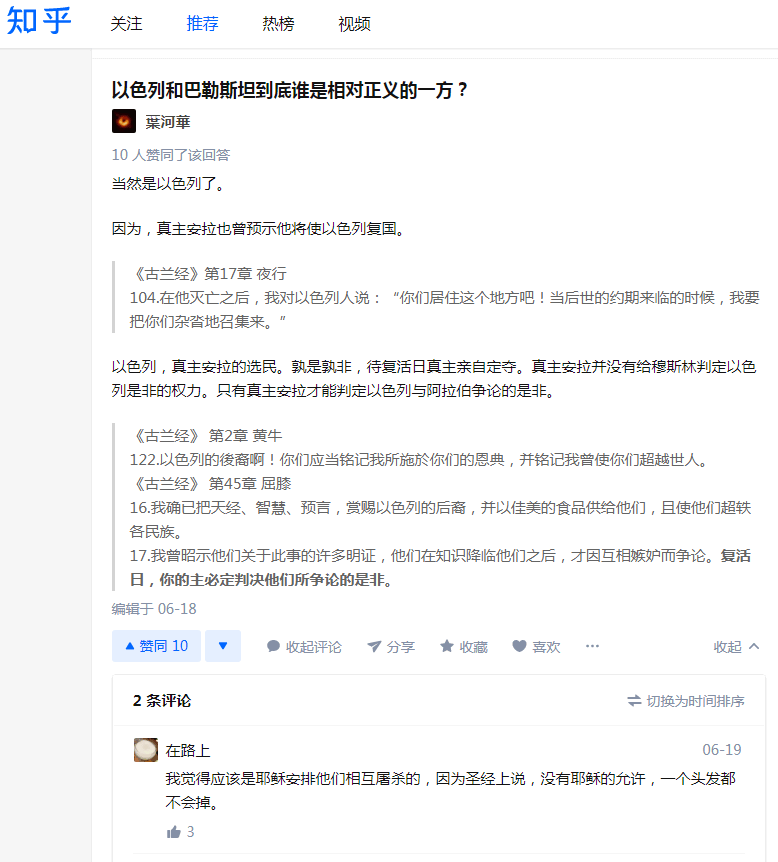 知乎 关注 推荐 热榜 视频
以色列和巴勒斯坦到底谁是相对正义的一方？
葉河華
10 人赞同了该回答
当然是以色列了。
因为，真主安拉也曾预示他将使以色列复国。
《古兰经》第17章 夜行
104.在他灭亡之后，我对以色列人说：“你们居住这个地方吧！当后世的约期来临的时候，我要
把你们杂沓地召集来。”
以色列，真主安拉的选民。孰是孰非，待复活日真主亲自定夺。真主安拉并没有给穆斯林判定以色
列是非的权力。只有真主安拉才能判定以色列与阿拉伯争论的是非。
《古兰经》 第2章 黄牛
122.以色列的後裔啊！你们应当铭记我所施於你们的恩典，并铭记我曾使你们超越世人。
《古兰经》 第45章 屈膝
16.我确已把天经、智慧、预言，赏赐以色列的后裔，并以佳美的食品供给他们，且使他们超轶
各民族。
17.我曾昭示他们关于此事的许多明证，他们在知识降临他们之后，才因互相嫉妒而争论。复活
日，你的主必定判决他们所争论的是非。
编辑于 06-18
赞同 10 收起评论 分享 收藏 喜欢 ··· 收起
2 条评论 切换为时间排序
在路上 06-19
我觉得应该是耶稣安排他们相互屠杀的，因为圣经上说，没有耶稣的允许，一个头发都
不会掉。
3